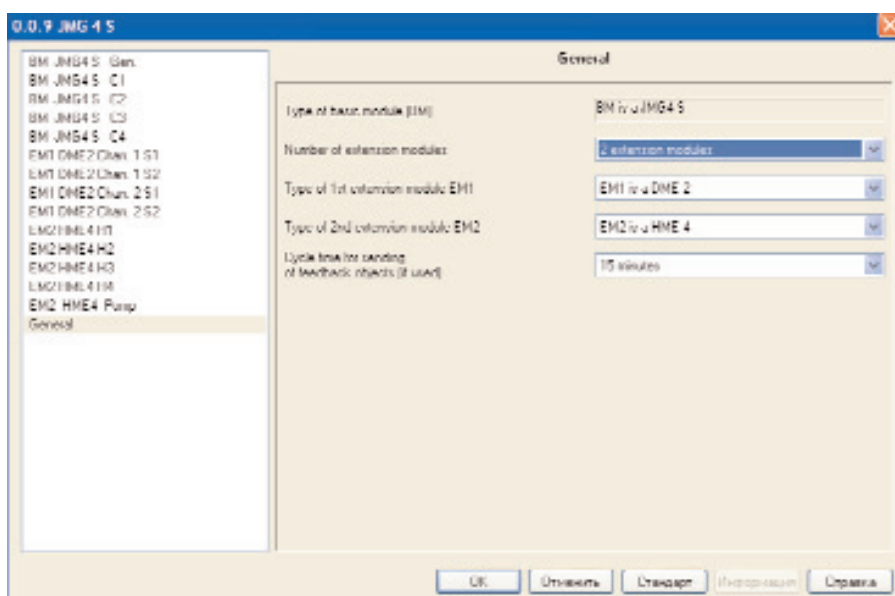 0.0.9 JMG 4 S
BM JMG4 S Gen.
BM JMG4 S C1
BM JMG4 S C2
BM JMG4 S C3
BM JMG4 S C4
EM1 DME2 Chan. 1 S1
EM1 DME2 Chan. 1 S2
EM1 DME2 Chan. 2 S1
EM1 DME2 Chan. 2 S2
EM2 HME4 H1
EM2 HME4 H2
EM2 HME4 H3
EM2 HME4 H4
EM2 HME4 Pump
General
General
Type of basic module (BM)
BM is a JMG4 S
Number of extension modules
2 extension modules
Type of 1st extension module EM1
EM1 is a DME 2
Type of 2nd extension module EM2
EM2 is a HME 4
Cycle time for sending
of feedback objects (if used)
15 minutes
OK
Отменить
Стандарт
Информация
Справка